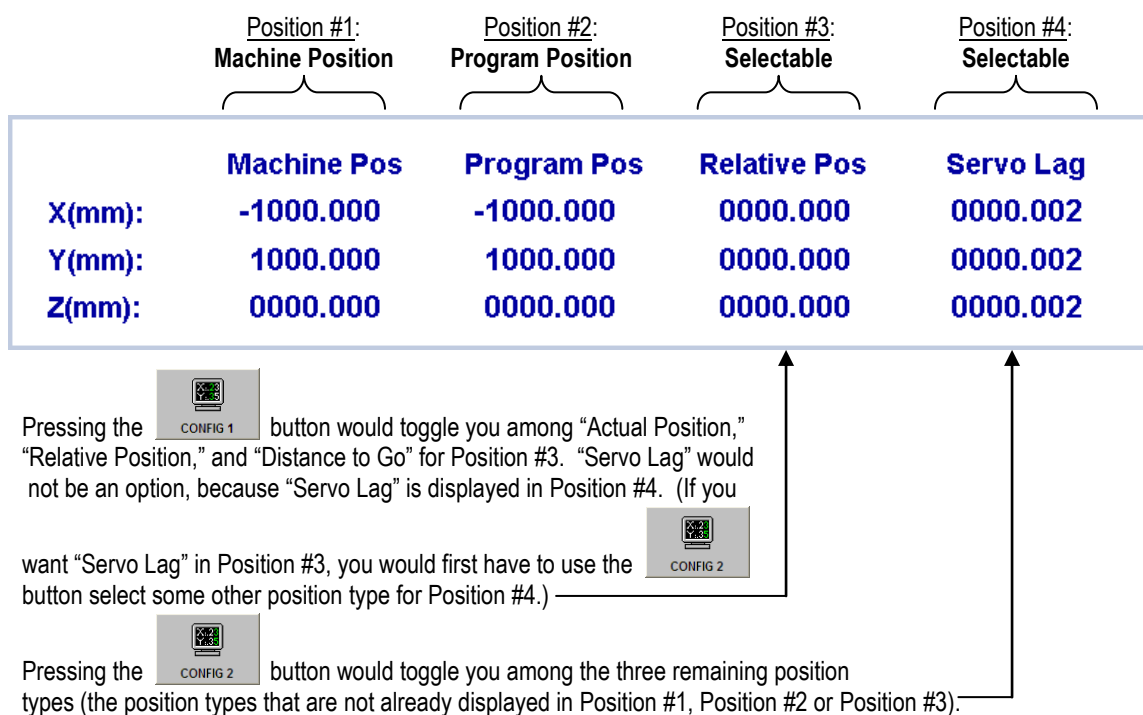 Position #1: Position #2: Position #3: Position #4:
Machine Position Program Position Selectable Selectable
Machine Pos Program Pos Relative Pos Servo Lag
X(mm): -1000.000 -1000.000 0000.000 0000.002
Y(mm): 1000.000 1000.000 0000.000 0000.002
Z(mm): 0000.000 0000.000 0000.000 0000.002
Pressing the CONFIG 1 button would toggle you among “Actual Position,”
“Relative Position,” and “Distance to Go” for Position #3. “Servo Lag” would
not be an option, because “Servo Lag” is displayed in Position #4. (If you
want “Servo Lag” in Position #3, you would first have to use the CONFIG 2
button select some other position type for Position #4.)
Pressing the CONFIG 2 button would toggle you among the three remaining position
types (the position types that are not already displayed in Position #1, Position #2 or Position #3).